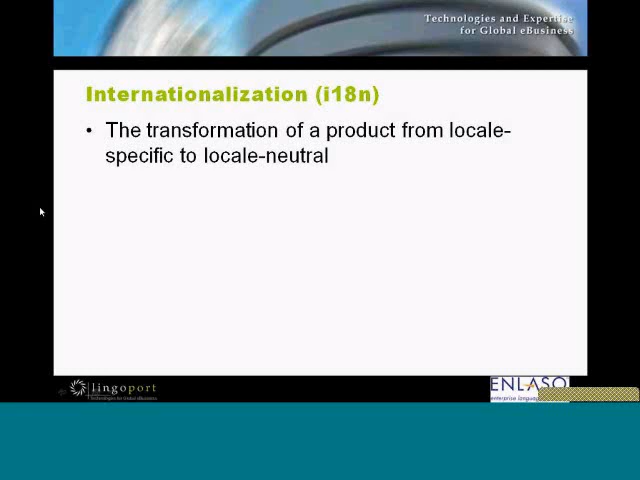 Technologies and Expertise
for Global eBusiness
Internationalization (i18n)
• The transformation of a product from locale-
specific to locale-neutral
lingoport
Technologies for Global eBusiness
ENLASO
enterprise